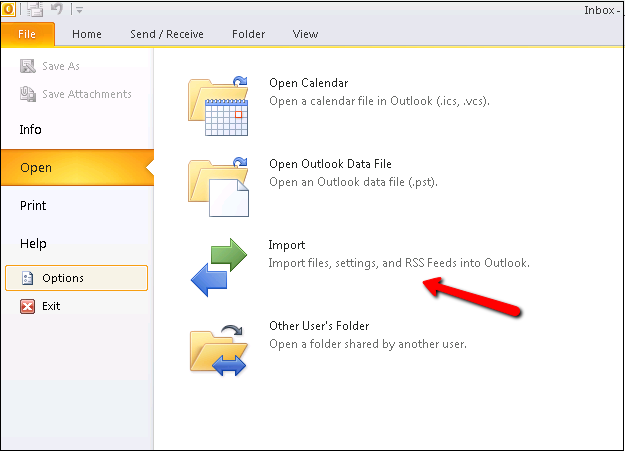 Inbox -
File Home Send / Receive Folder View
Save As
Save Attachments
Info
Open
Print
Help
Options
Exit
Open Calendar
Open a calendar file in Outlook (.ics, .vcs).
Open Outlook Data File
Open an Outlook data file (.pst).
Import
Import files, settings, and RSS Feeds into Outlook.
Other User's Folder
Open a folder shared by another user.